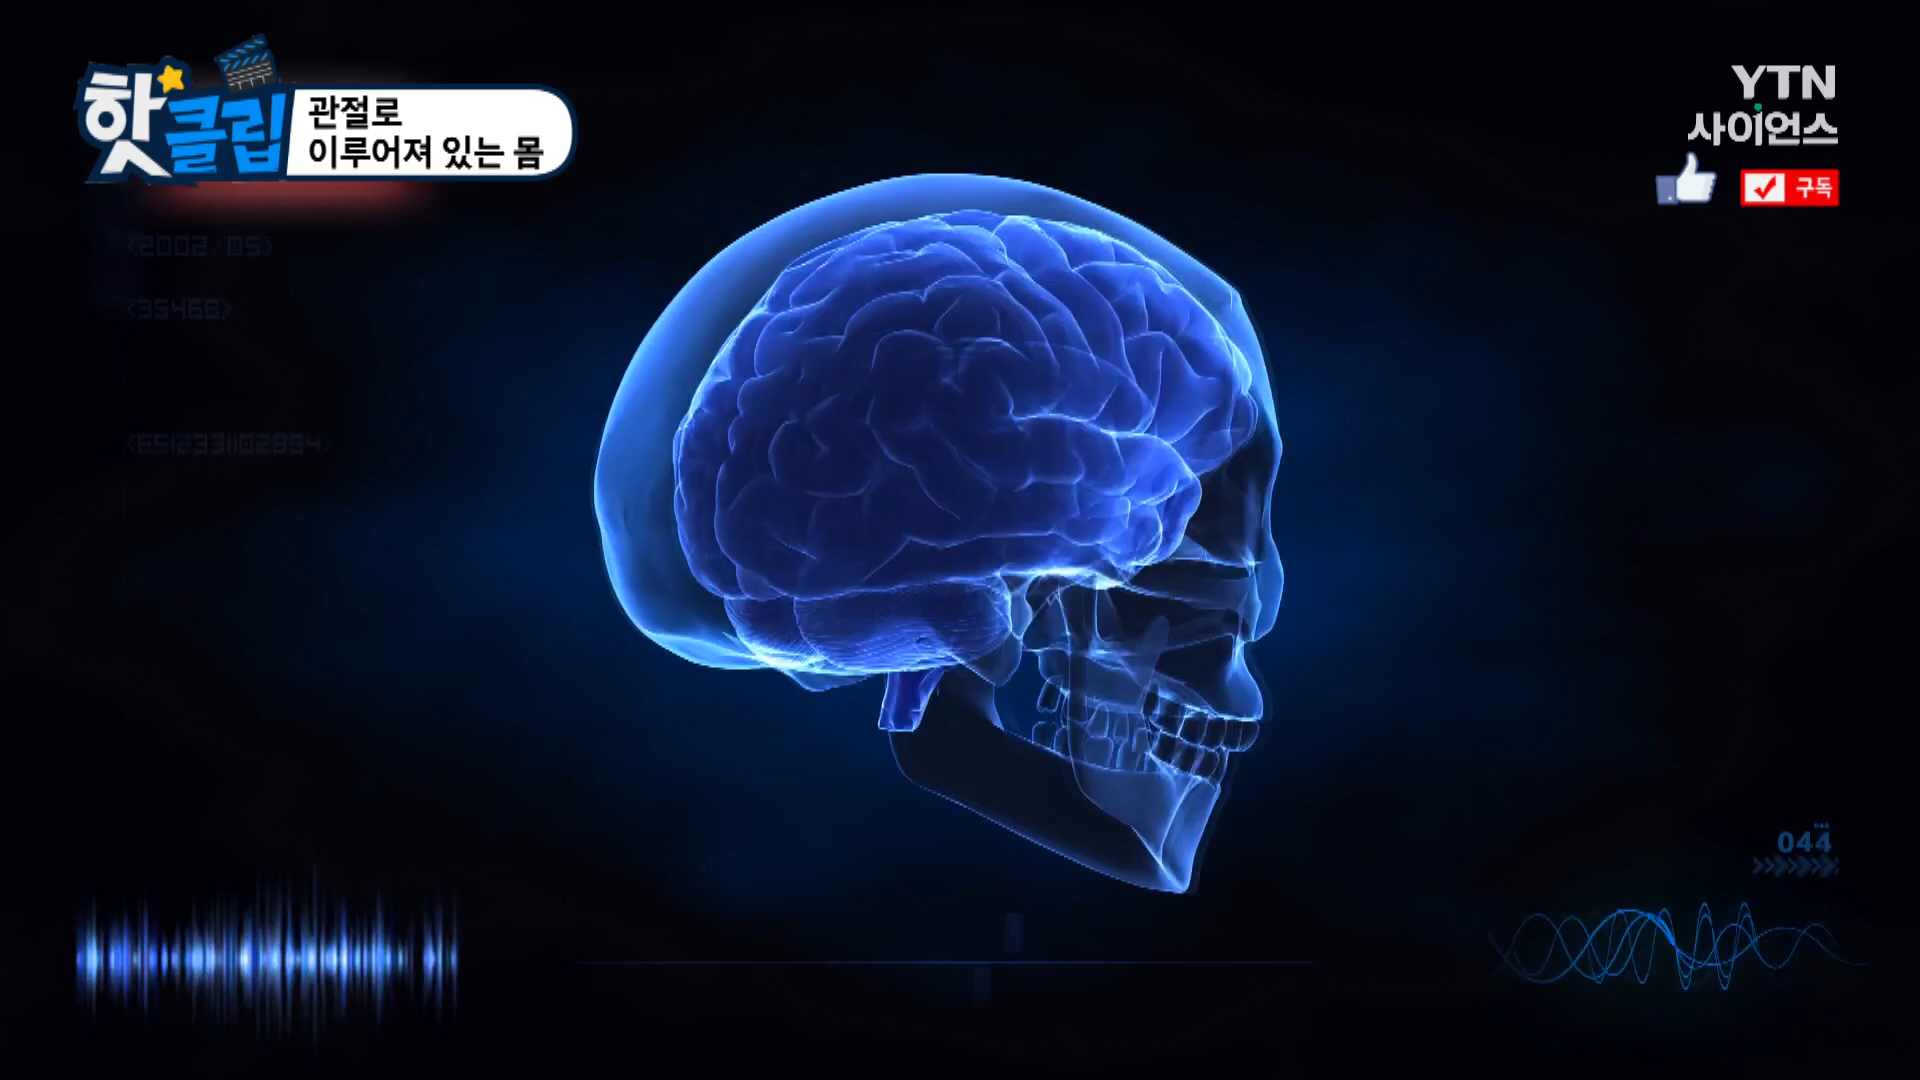 핫클립
관절로
이루어져 있는 몸
YTN
사이언스
구독
<2002/05>
<35468>
<6512331102894>
044